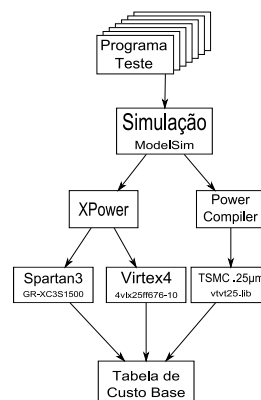 Programa
Teste
Simulação
ModelSim
XPower
Power
Compiler
Spartan3
GR-XC3S1500
Virtex4
4vlx25ff676-10
TSMC .25µm
vtvt25.lib
Tabela de
Custo Base